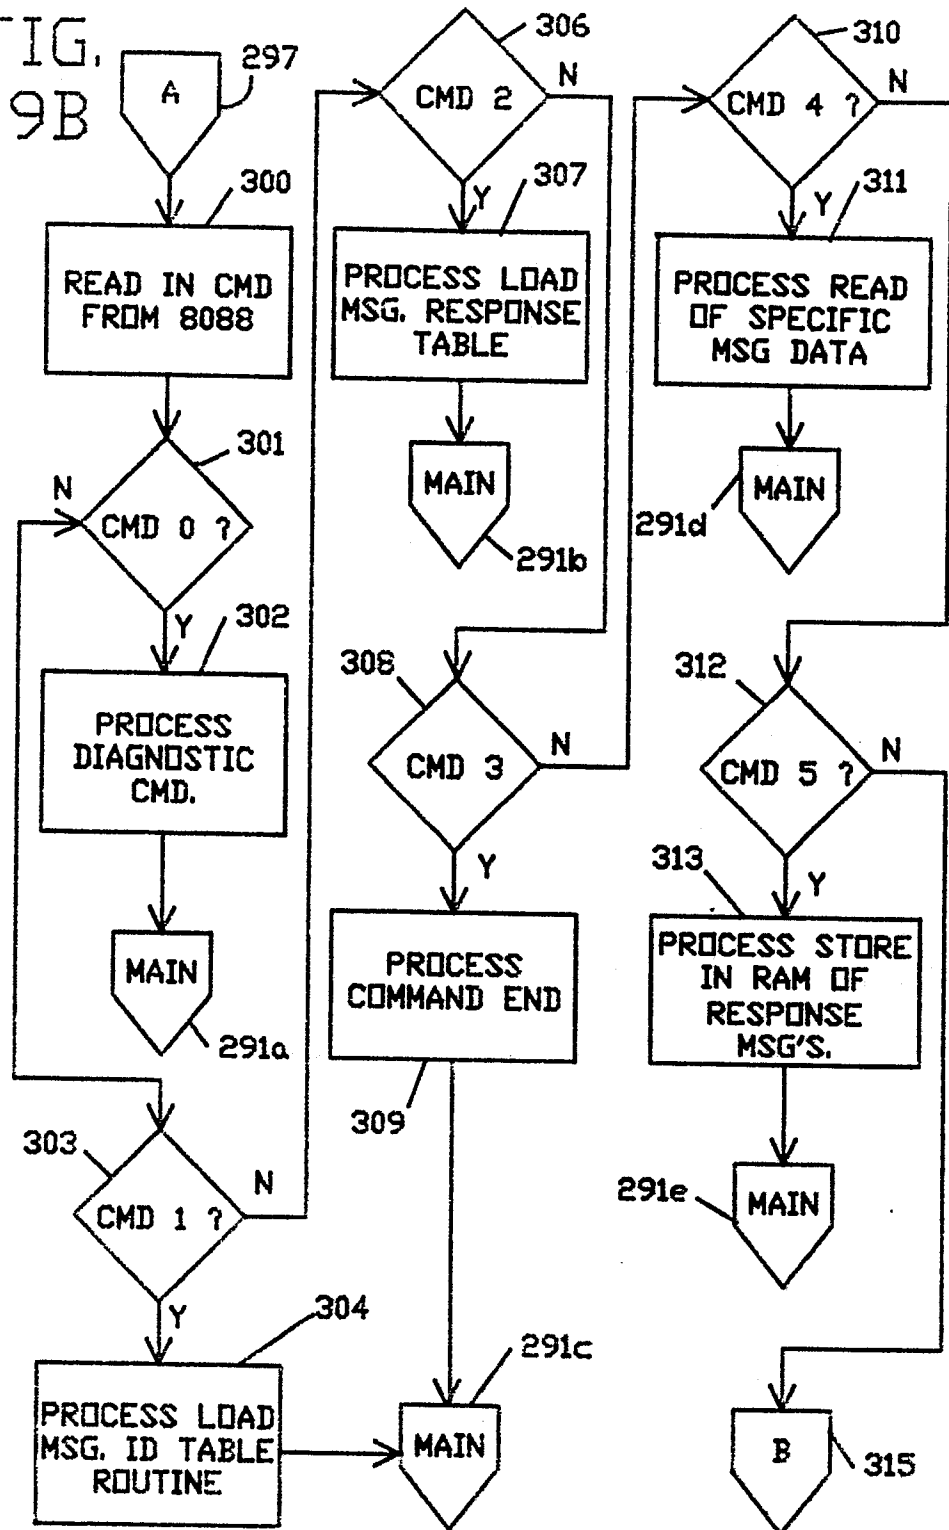 FIG.
9B
A
297
300
READ IN CMD
FROM 8088
301
N
CMD 0 ?
Y
302
PROCESS
DIAGNOSTIC
CMD.
MAIN
291a
303
N
CMD 1 ?
Y
304
PROCESS LOAD
MSG. ID TABLE
ROUTINE
306
N
CMD 2
Y
307
PROCESS LOAD
MSG. RESPONSE
TABLE
MAIN
291b
308
N
CMD 3
Y
PROCESS
COMMAND END
309
291c
MAIN
310
N
CMD 4 ?
Y
311
PROCESS READ
OF SPECIFIC
MSG DATA
MAIN
291d
312
N
CMD 5 ?
Y
313
PROCESS STORE
IN RAM OF
RESPONSE
MSG'S.
291e
MAIN
B
315